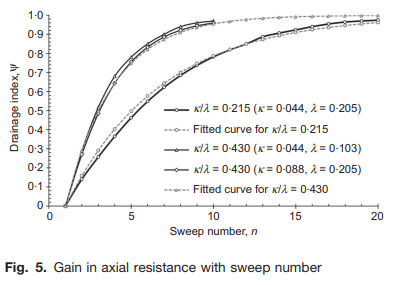 1·0
0·9
0·8
0·7
0·6
0·5
0·4
0·3
0·2
0·1
0
Drainage index, ψ
κ/λ = 0·215 (κ = 0·044, λ = 0·205)
Fitted curve for κ/λ = 0·215
κ/λ = 0·430 (κ = 0·044, λ = 0·103)
κ/λ = 0·430 (κ = 0·088, λ = 0·205)
Fitted curve for κ/λ = 0·430
0 5 10 15 20
Sweep number, n
Fig. 5. Gain in axial resistance with sweep number